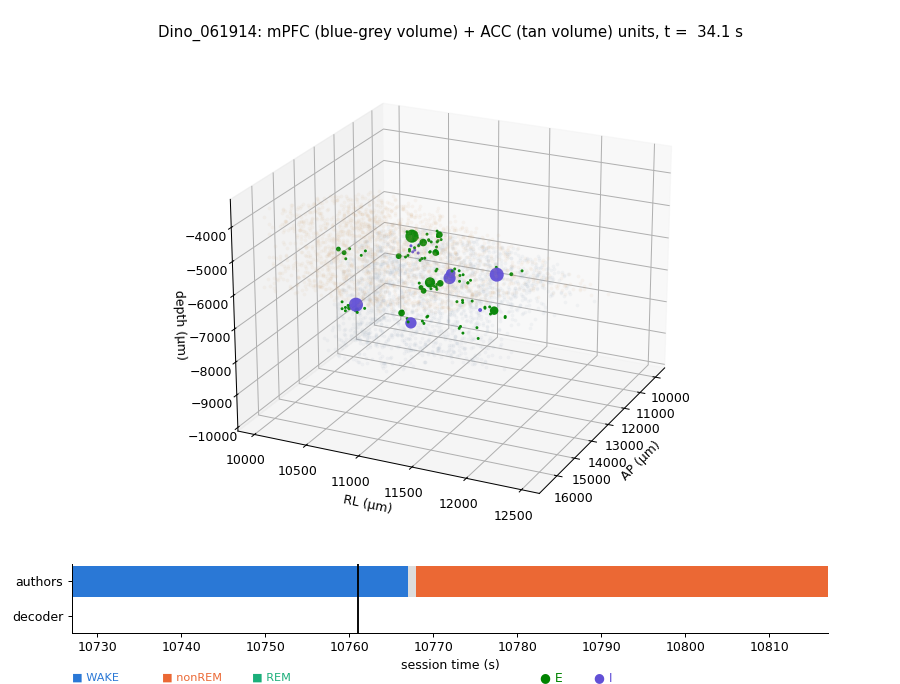 Dino_061914: mPFC (blue-grey volume) + ACC (tan volume) units, t =  34.1 s
−4000
−5000
−6000
−7000
−8000
−9000
−10000
depth (μm)
10000
10500
11000
11500
12000
12500
RL (μm)
10000
11000
12000
13000
14000
15000
16000
AP (μm)
authors
decoder
10730 10740 10750 10760 10770 10780 10790 10800 10810
session time (s)
WAKE nonREM REM E I